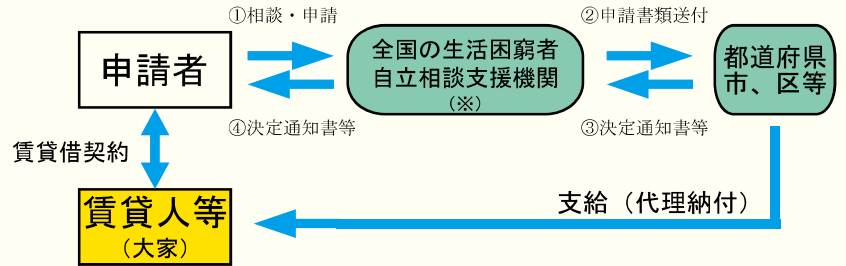 ①相談・申請
②申請書類送付
申請者
全国の生活困窮者
自立相談支援機関
(※)
都道府県
市、区等
④決定通知書等
③決定通知書等
賃貸借契約
賃貸人等
(大家)
支給(代理納付)